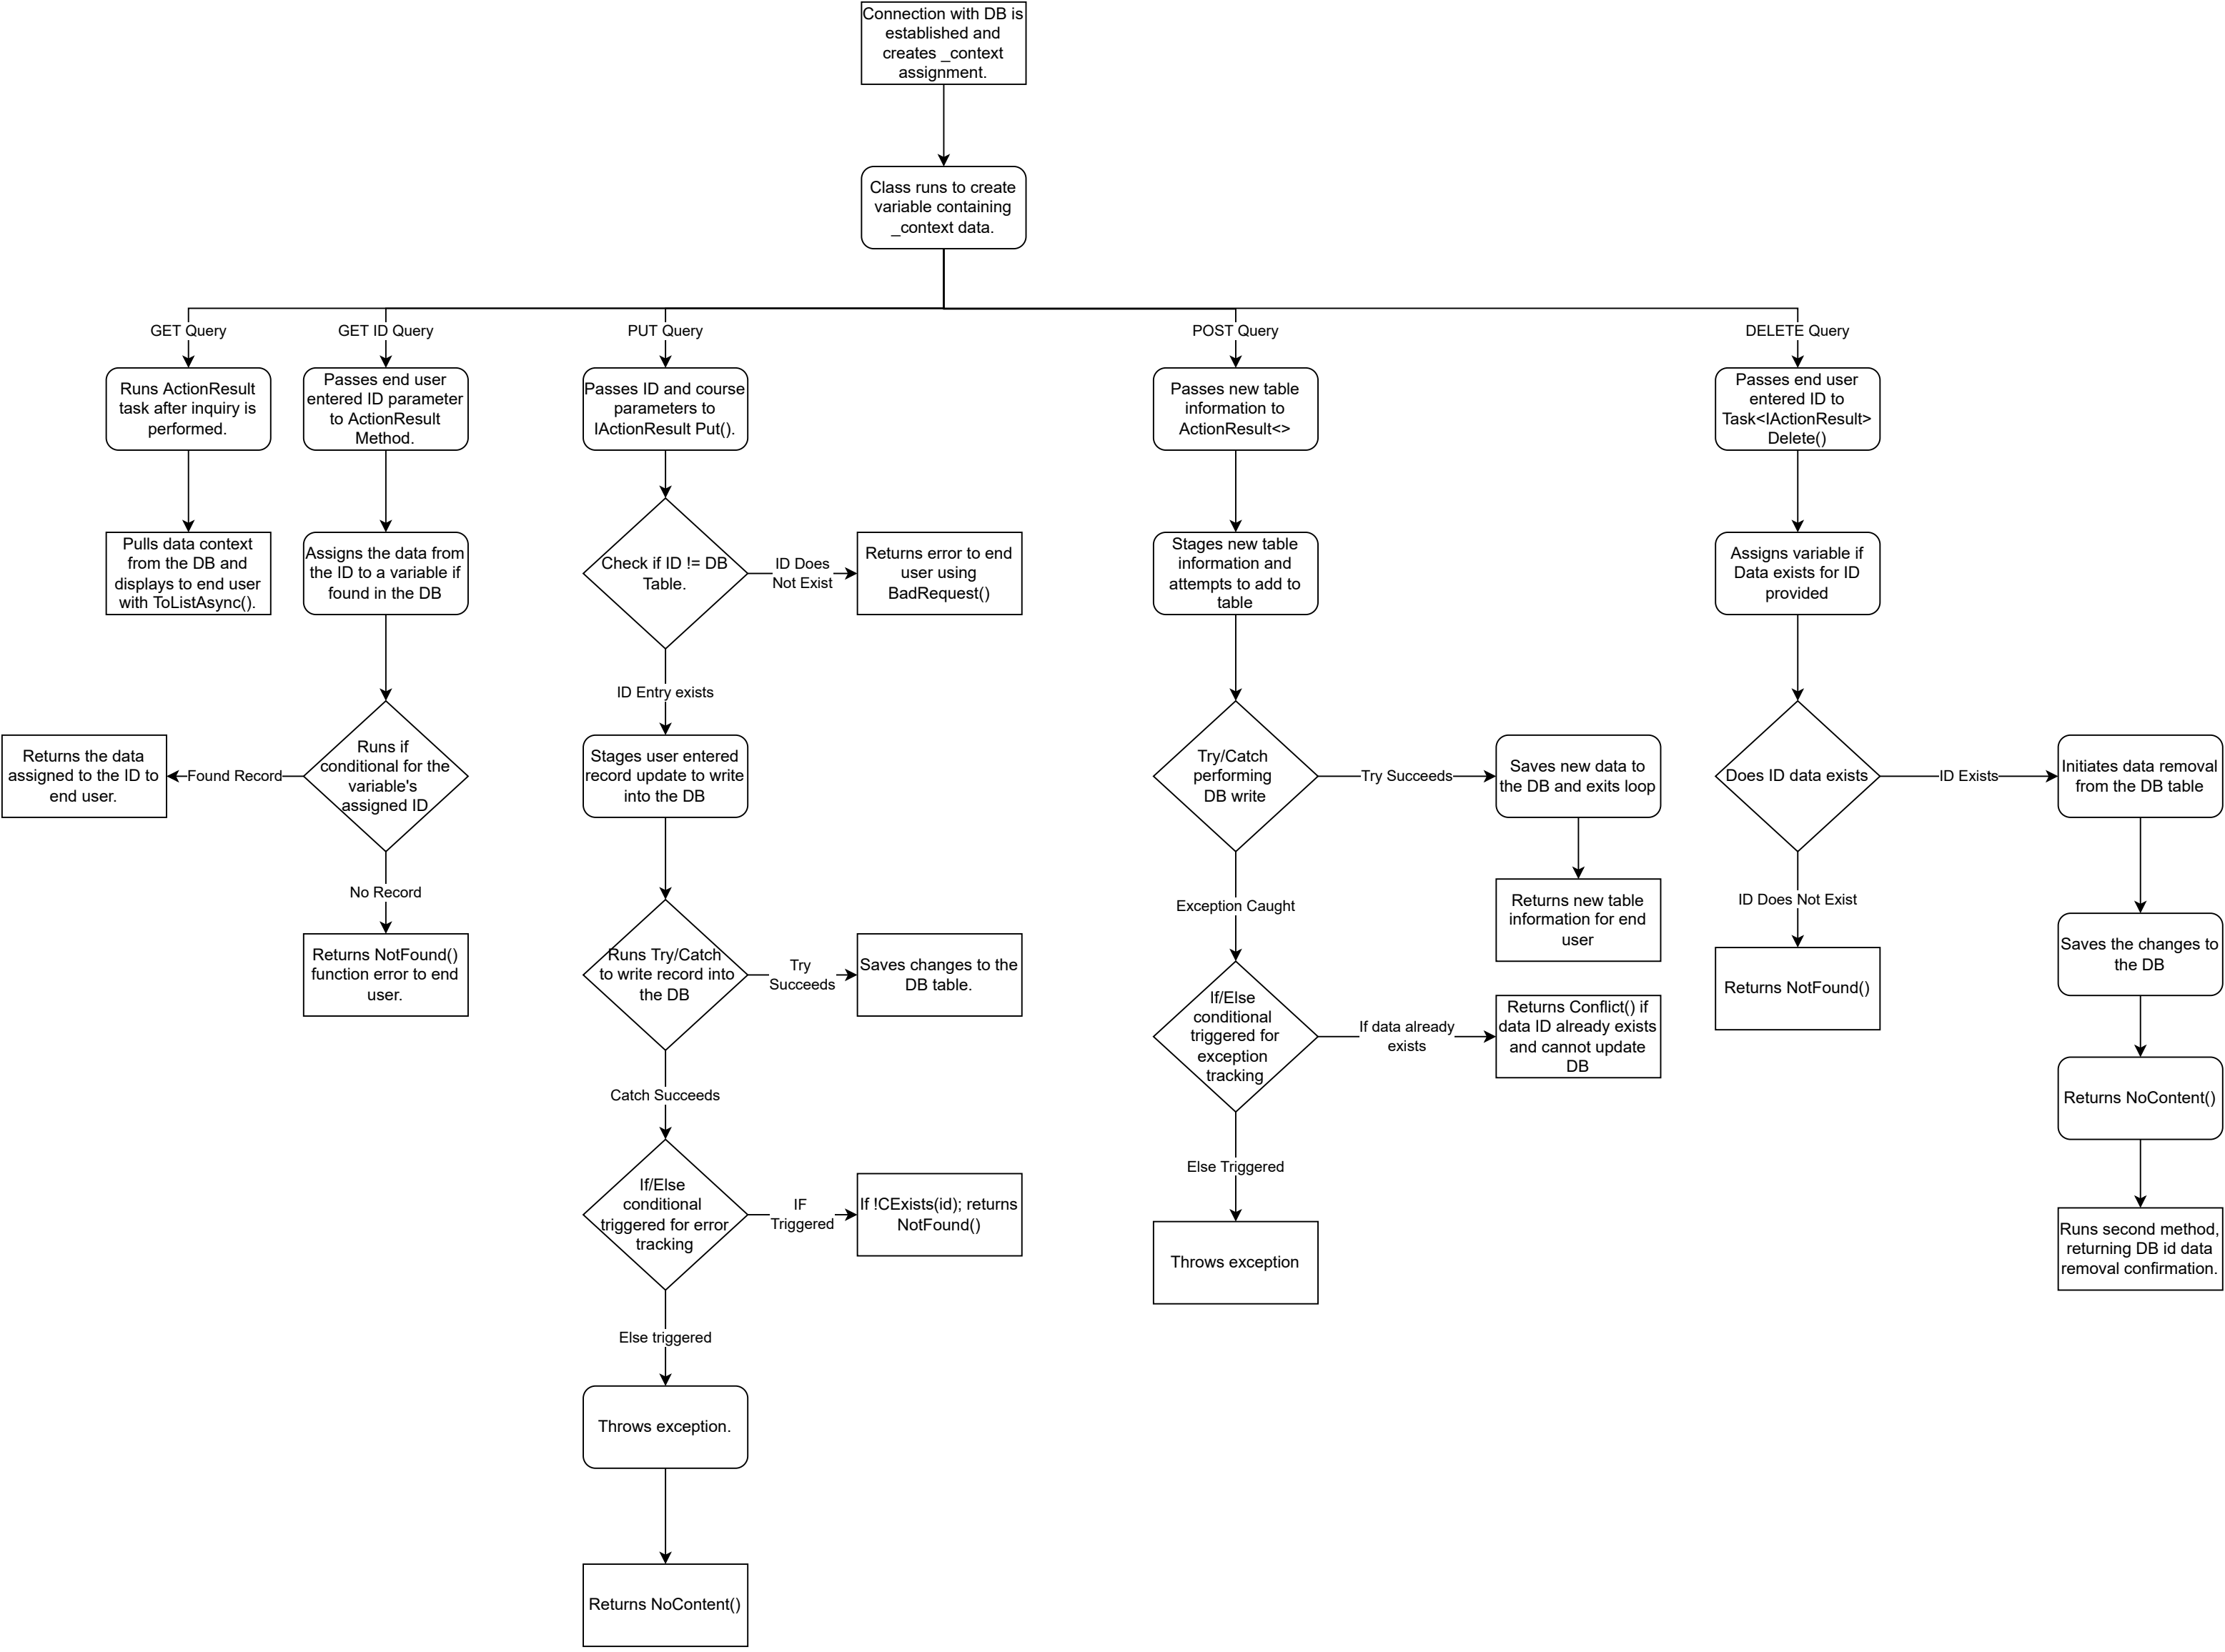 Connection with DB is
established and
creates _context
assignment.
Class runs to create
variable containing
_context data.
GET Query
GET ID Query
PUT Query
POST Query
DELETE Query
Runs ActionResult
task after inquiry is
performed.
Passes end user
entered ID parameter
to ActionResult
Method.
Passes ID and course
parameters to
IActionResult Put().
Passes new table
information to
ActionResult<>
Passes end user
entered ID to
Task<IActionResult>
Delete()
Pulls data context
from the DB and
displays to end user
with ToListAsync().
Assigns the data from
the ID to a variable if
found in the DB
Check if ID != DB
Table.
ID Does
Not Exist
Returns error to end
user using
BadRequest()
Stages new table
information and
attempts to add to
table
Assigns variable if
Data exists for ID
provided
ID Entry exists
Returns the data
assigned to the ID to
end user.
Found Record
Runs if
conditional for the
variable's
assigned ID
Stages user entered
record update to write
into the DB
Try/Catch
performing
DB write
Try Succeeds
Saves new data to
the DB and exits loop
Does ID data exists
ID Exists
Initiates data removal
from the DB table
No Record
Exception Caught
Returns new table
information for end
user
ID Does Not Exist
Returns NotFound()
function error to end
user.
Runs Try/Catch
to write record into
the DB
Try
Succeeds
Saves changes to the
DB table.
Returns NotFound()
Saves the changes to
the DB
If/Else
conditional
triggered for
exception
tracking
If data already
exists
Returns Conflict() if
data ID already exists
and cannot update
DB
Catch Succeeds
Returns NoContent()
Else Triggered
If/Else
conditional
triggered for error
tracking
IF
Triggered
If !CExists(id); returns
NotFound()
Throws exception
Runs second method,
returning DB id data
removal confirmation.
Else triggered
Throws exception.
Returns NoContent()